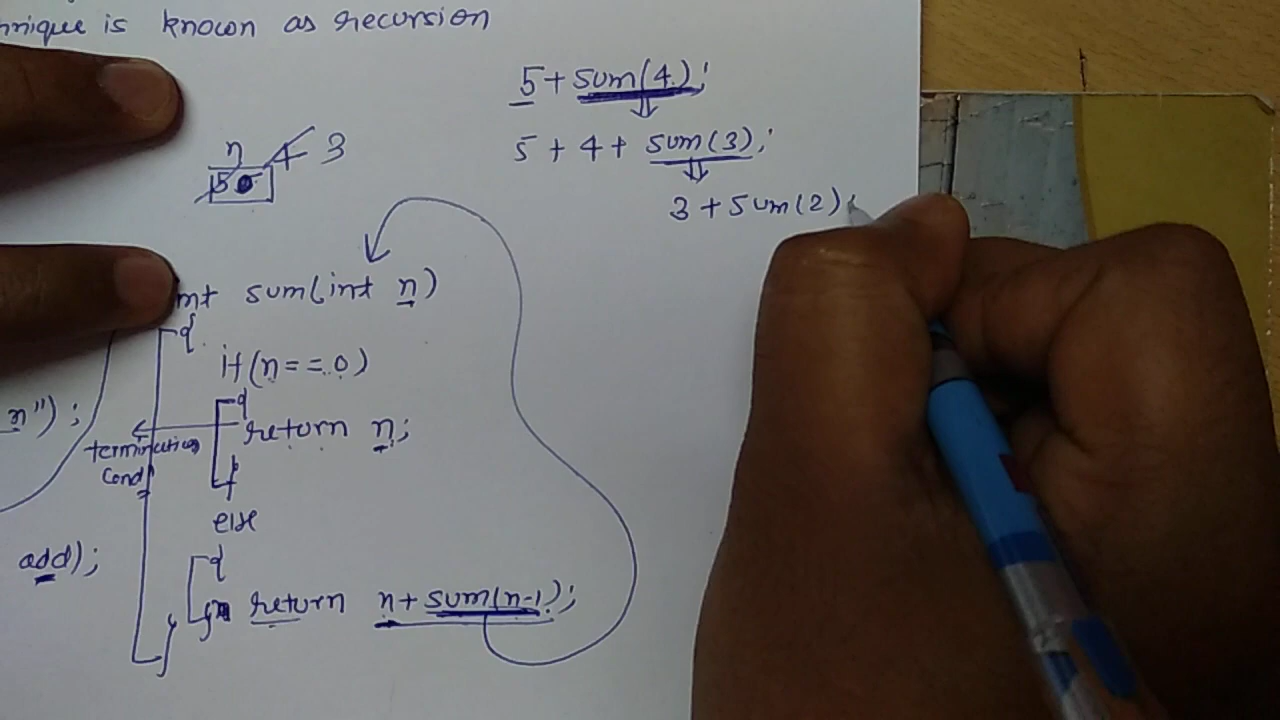 nique is known as recursion
5 + sum(4);
5 + 4 + sum(3);
3 + sum(2);
n 4 3
5
int sum(int n)
{
if(n==0)
{
return n;
}
termination
cond
n");
else
{
add);
return n+sum(n-1);
}
}